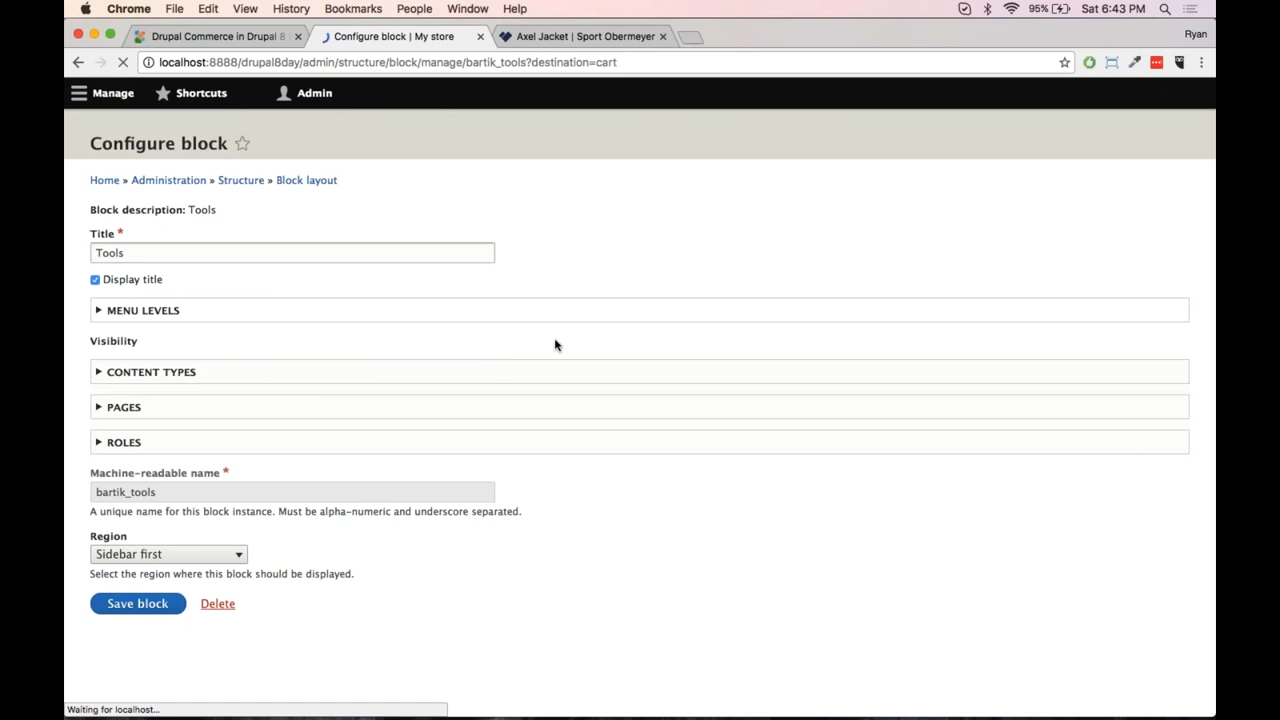 Chrome File Edit View History Bookmarks People Window Help 95% Sat 6:43 PM
Drupal Commerce in Drupal 8 Configure block | My store Axel Jacket | Sport Obermeyer Ryan
localhost:8888/drupal8day/admin/structure/block/manage/bartik_tools?destination=cart
Manage Shortcuts Admin
Configure block
Home » Administration » Structure » Block layout
Block description: Tools
Title *
Tools
Display title
MENU LEVELS
Visibility
CONTENT TYPES
PAGES
ROLES
Machine-readable name *
bartik_tools
A unique name for this block instance. Must be alpha-numeric and underscore separated.
Region
Sidebar first
Select the region where this block should be displayed.
Save block Delete
Waiting for localhost...